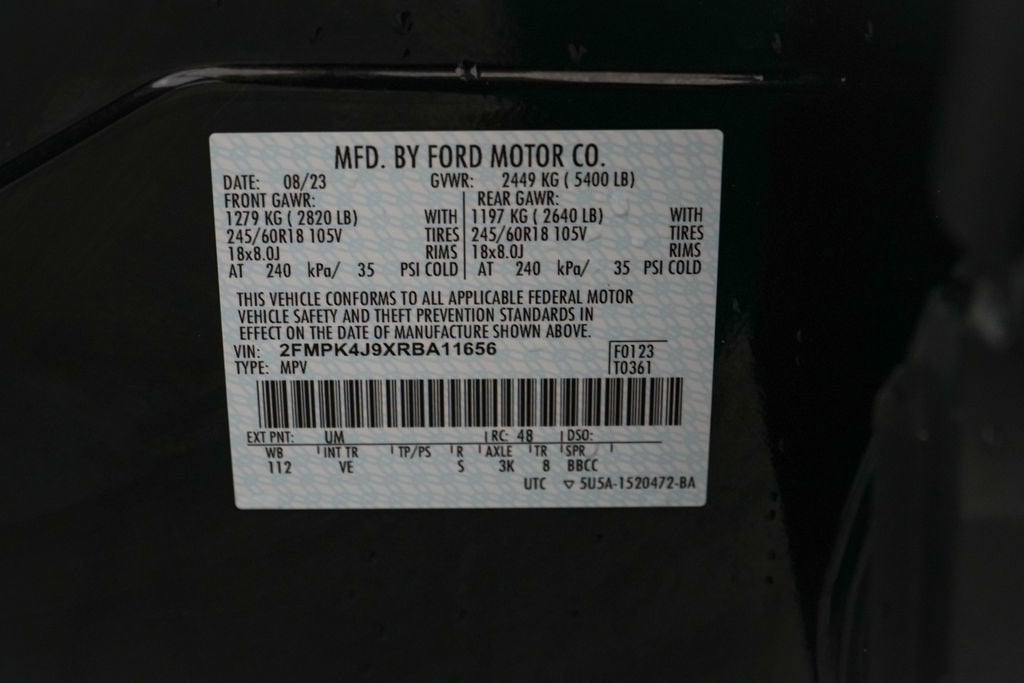 MFD. BY FORD MOTOR CO.
DATE: 08/23 GVWR: 2449 KG ( 5400 LB)
FRONT GAWR: REAR GAWR:
1279 KG ( 2820 LB) WITH 1197 KG ( 2640 LB) WITH
245/60R18 105V TIRES 245/60R18 105V TIRES
18x8.0J RIMS 18x8.0J RIMS
AT 240 kPa/ 35 PSI COLD AT 240 kPa/ 35 PSI COLD
THIS VEHICLE CONFORMS TO ALL APPLICABLE FEDERAL MOTOR
VEHICLE SAFETY AND THEFT PREVENTION STANDARDS IN
EFFECT ON THE DATE OF MANUFACTURE SHOWN ABOVE.
VIN: 2FMPK4J9XRBA11656 F0123
TYPE: MPV T0361
EXT PNT: UM RC: 48 DSO:
WB INT TR TP/PS R AXLE TR SPR
112 VE S 3K 8 BBCC
UTC ▽ 5U5A-1520472-BA